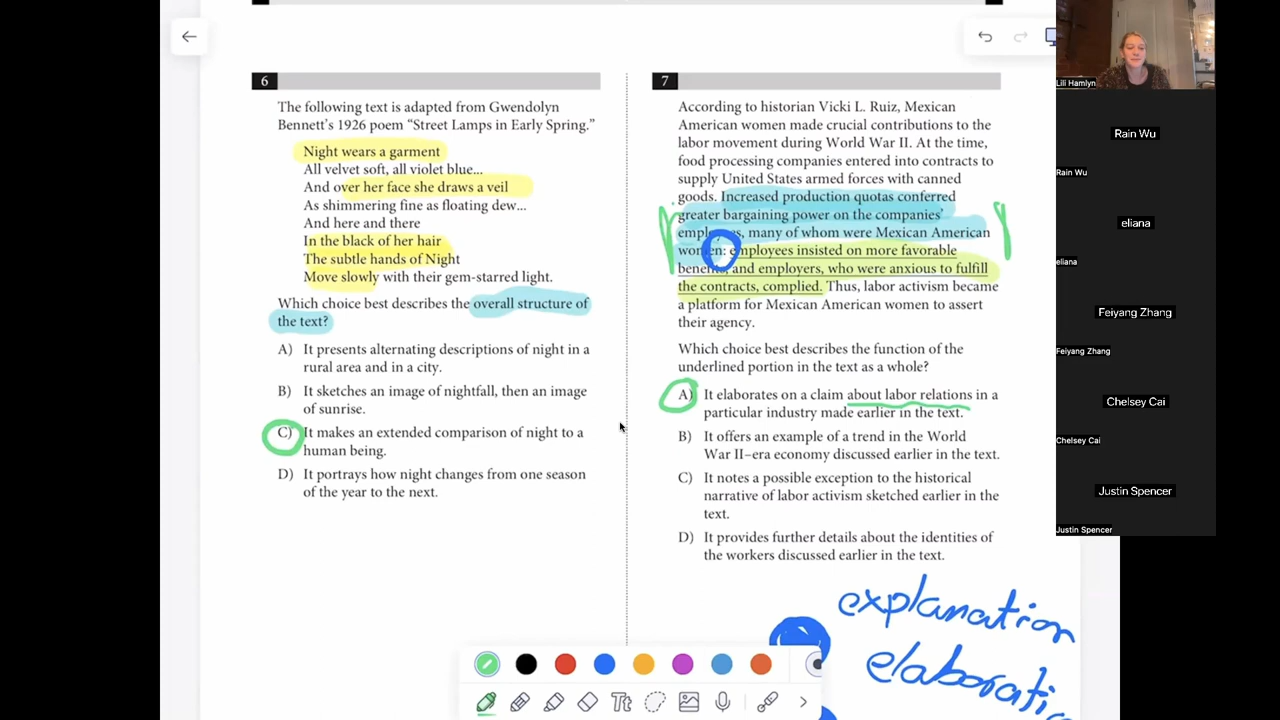 6
The following text is adapted from Gwendolyn
Bennett's 1926 poem “Street Lamps in Early Spring.”
Night wears a garment
All velvet soft, all violet blue...
And over her face she draws a veil
As shimmering fine as floating dew...
And here and there
In the black of her hair
The subtle hands of Night
Move slowly with their gem-starred light.
Which choice best describes the overall structure of
the text?
A) It presents alternating descriptions of night in a
rural area and in a city.
B) It sketches an image of nightfall, then an image
of sunrise.
C) It makes an extended comparison of night to a
human being.
D) It portrays how night changes from one season
of the year to the next.
7
According to historian Vicki L. Ruiz, Mexican
American women made crucial contributions to the
labor movement during World War II. At the time,
food processing companies entered into contracts to
supply United States armed forces with canned
goods. Increased production quotas conferred
greater bargaining power on the companies'
employees, many of whom were Mexican American
women: employees insisted on more favorable
benefits, and employers, who were anxious to fulfill
the contracts, complied. Thus, labor activism became
a platform for Mexican American women to assert
their agency.
Which choice best describes the function of the
underlined portion in the text as a whole?
A) It elaborates on a claim about labor relations in a
particular industry made earlier in the text.
B) It offers an example of a trend in the World
War II–era economy discussed earlier in the text.
C) It notes a possible exception to the historical
narrative of labor activism sketched earlier in the
text.
D) It provides further details about the identities of
the workers discussed earlier in the text.
explanation
elaborati
Tt
Lili Hamlyn
Rain Wu
Rain Wu
eliana
eliana
Feiyang Zhang
Feiyang Zhang
Chelsey Cai
Chelsey Cai
Justin Spencer
Justin Spencer